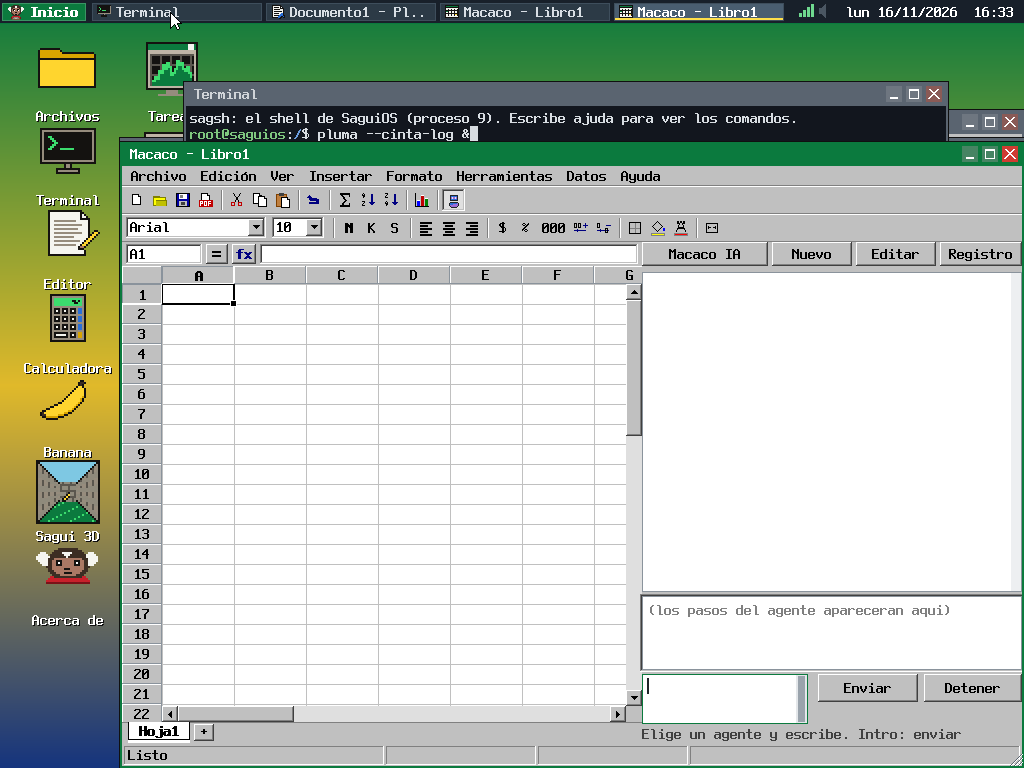 Inicio Terminal Documento1 - Pl.. Macaco - Libro1 Macaco - Libro1 lun 16/11/2026 16:33
Archivos
Terminal
Editor
Calculadora
Banana
Sagui 3D
Acerca de
Tarea
Terminal
sagsh: el shell de SaguiOS (proceso 9). Escribe ajuda para ver los comandos.
root@saguios:/$ pluma --cinta-log &
Macaco - Libro1
Archivo Edición Ver Insertar Formato Herramientas Datos Ayuda
PDF Σ
Arial 10 N K S $ % 000
A1 = fx Macaco IA Nuevo Editar Registro
A B C D E F G
1
2
3
4
5
6
7
8
9
10
11
12
13
14
15
16
17
18
19
20
21
22
(los pasos del agente apareceran aqui)
Enviar Detener
Elige un agente y escribe. Intro: enviar
Hoja1 +
Listo